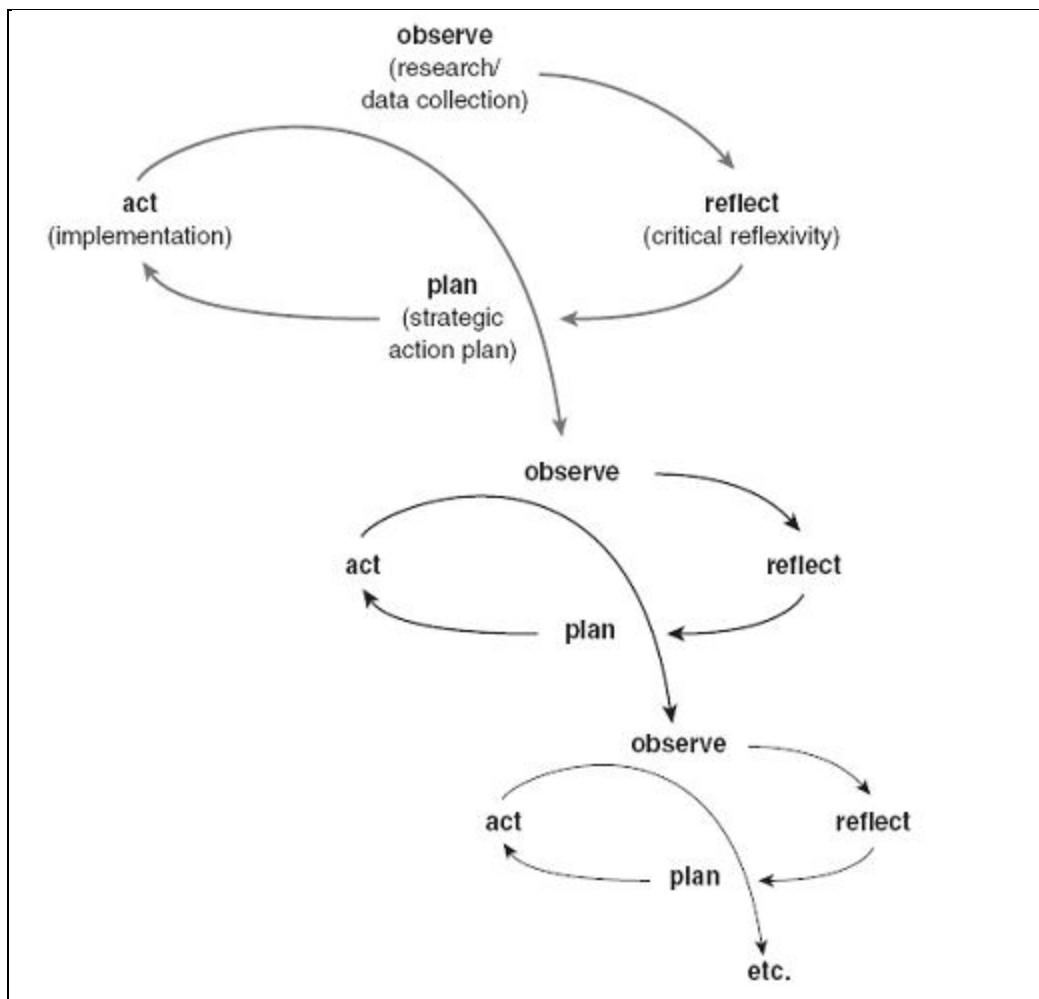 observe
(research/
data collection)
act
(implementation)
reflect
(critical reflexivity)
plan
(strategic
action plan)
observe
act
reflect
plan
observe
act
reflect
plan
etc.